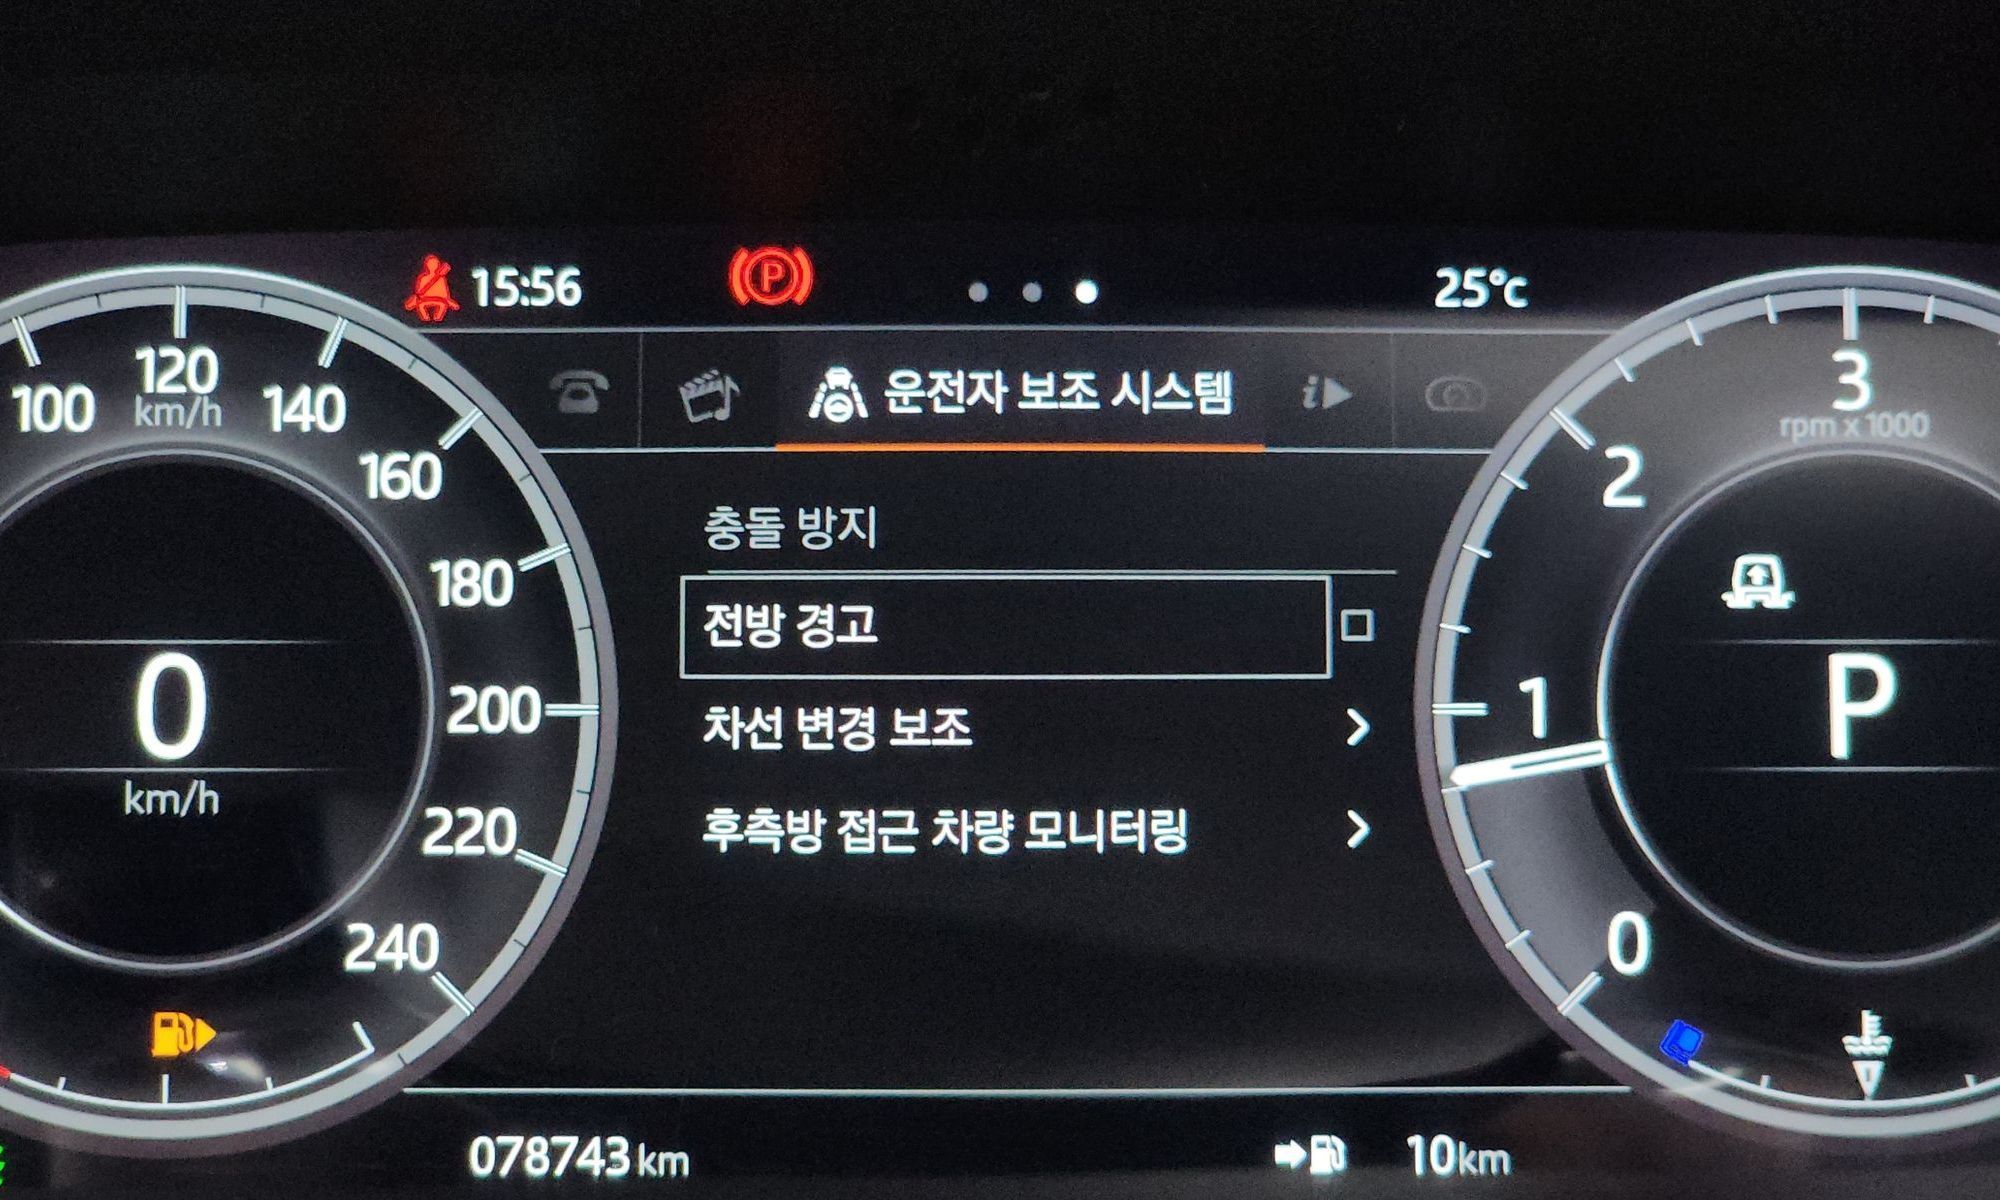 15:56
P
25°c
운전자 보조 시스템
i
100
120
km/h
140
160
180
200
220
240
0
km/h
충돌 방지
전방 경고
차선 변경 보조
후측방 접근 차량 모니터링
3
rpm x 1000
2
1
0
P
078743 km
10km